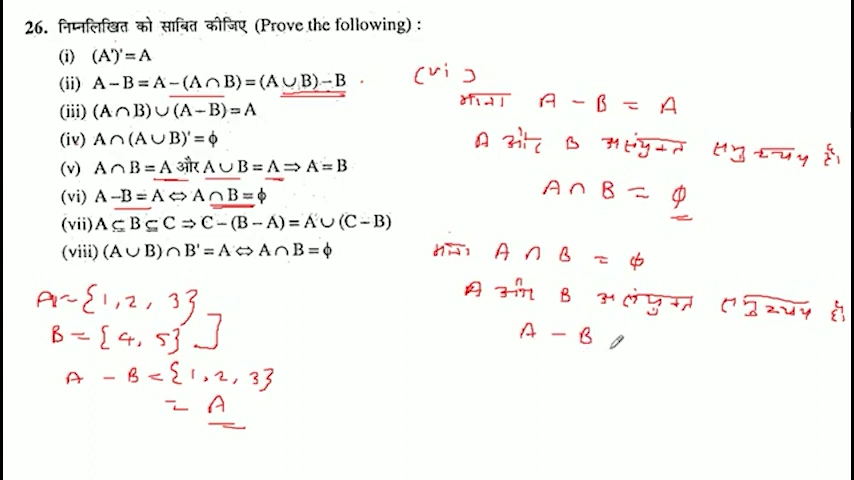 26. निम्नलिखित को साबित कीजिए (Prove the following) :
(i) (A')' = A
(ii) A – B = A – (A ∩ B) = (A ∪ B) – B
(iii) (A ∩ B) ∪ (A – B) = A
(iv) A ∩ (A ∪ B)' = ϕ
(v) A ∩ B = A और A ∪ B = A ⇒ A = B
(vi) A – B = A ⇔ A ∩ B = ϕ
(vii) A ⊆ B ⊆ C ⇒ C – (B – A) = A ∪ (C – B)
(viii) (A ∪ B) ∩ B' = A ⇔ A ∩ B = ϕ
A = {1, 2, 3}
B = {4, 5}
A – B = {1, 2, 3}
= A
(vi)
माना A – B = A
A और B असंयुक्त समुच्चय हैं।
A ∩ B = ϕ
माना A ∩ B = ϕ
A और B असंयुक्त समुच्चय हैं।
A – B